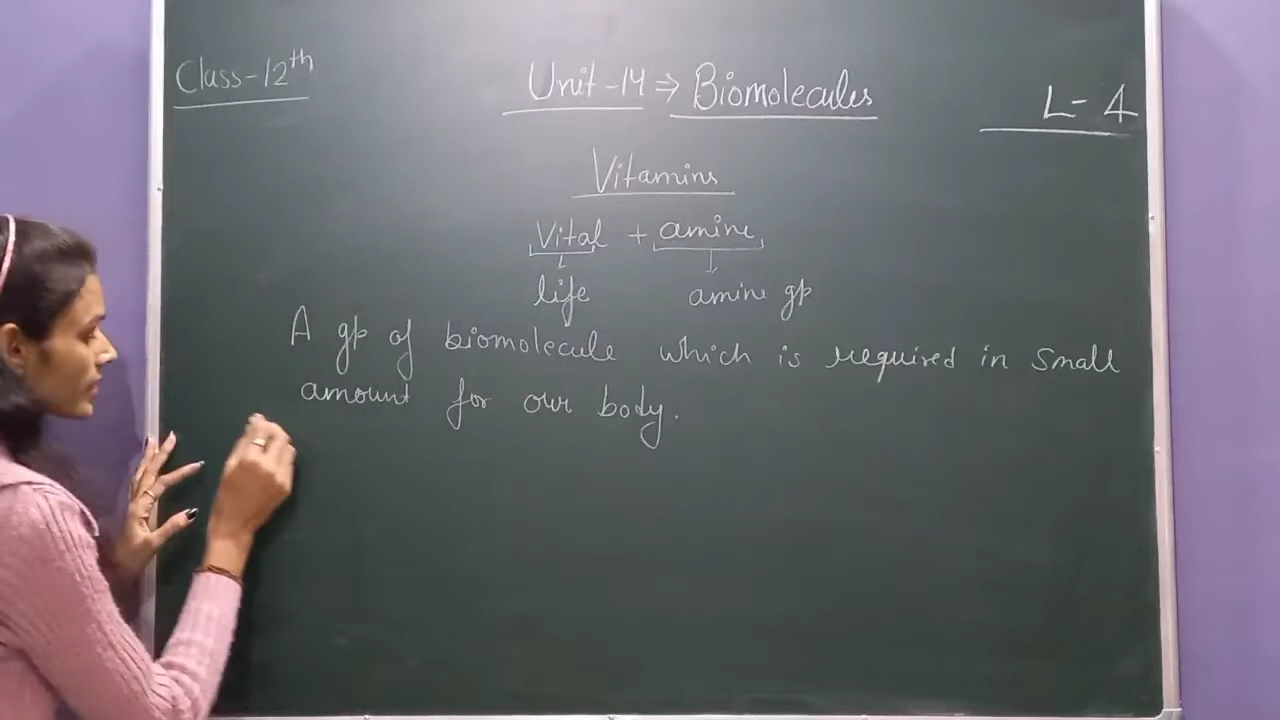 Class-12th
Unit-14 ⇒ Biomolecules
L-4
Vitamins
Vital + amine
life amine gp
A gp of biomolecule which is required in small
amount for our body.